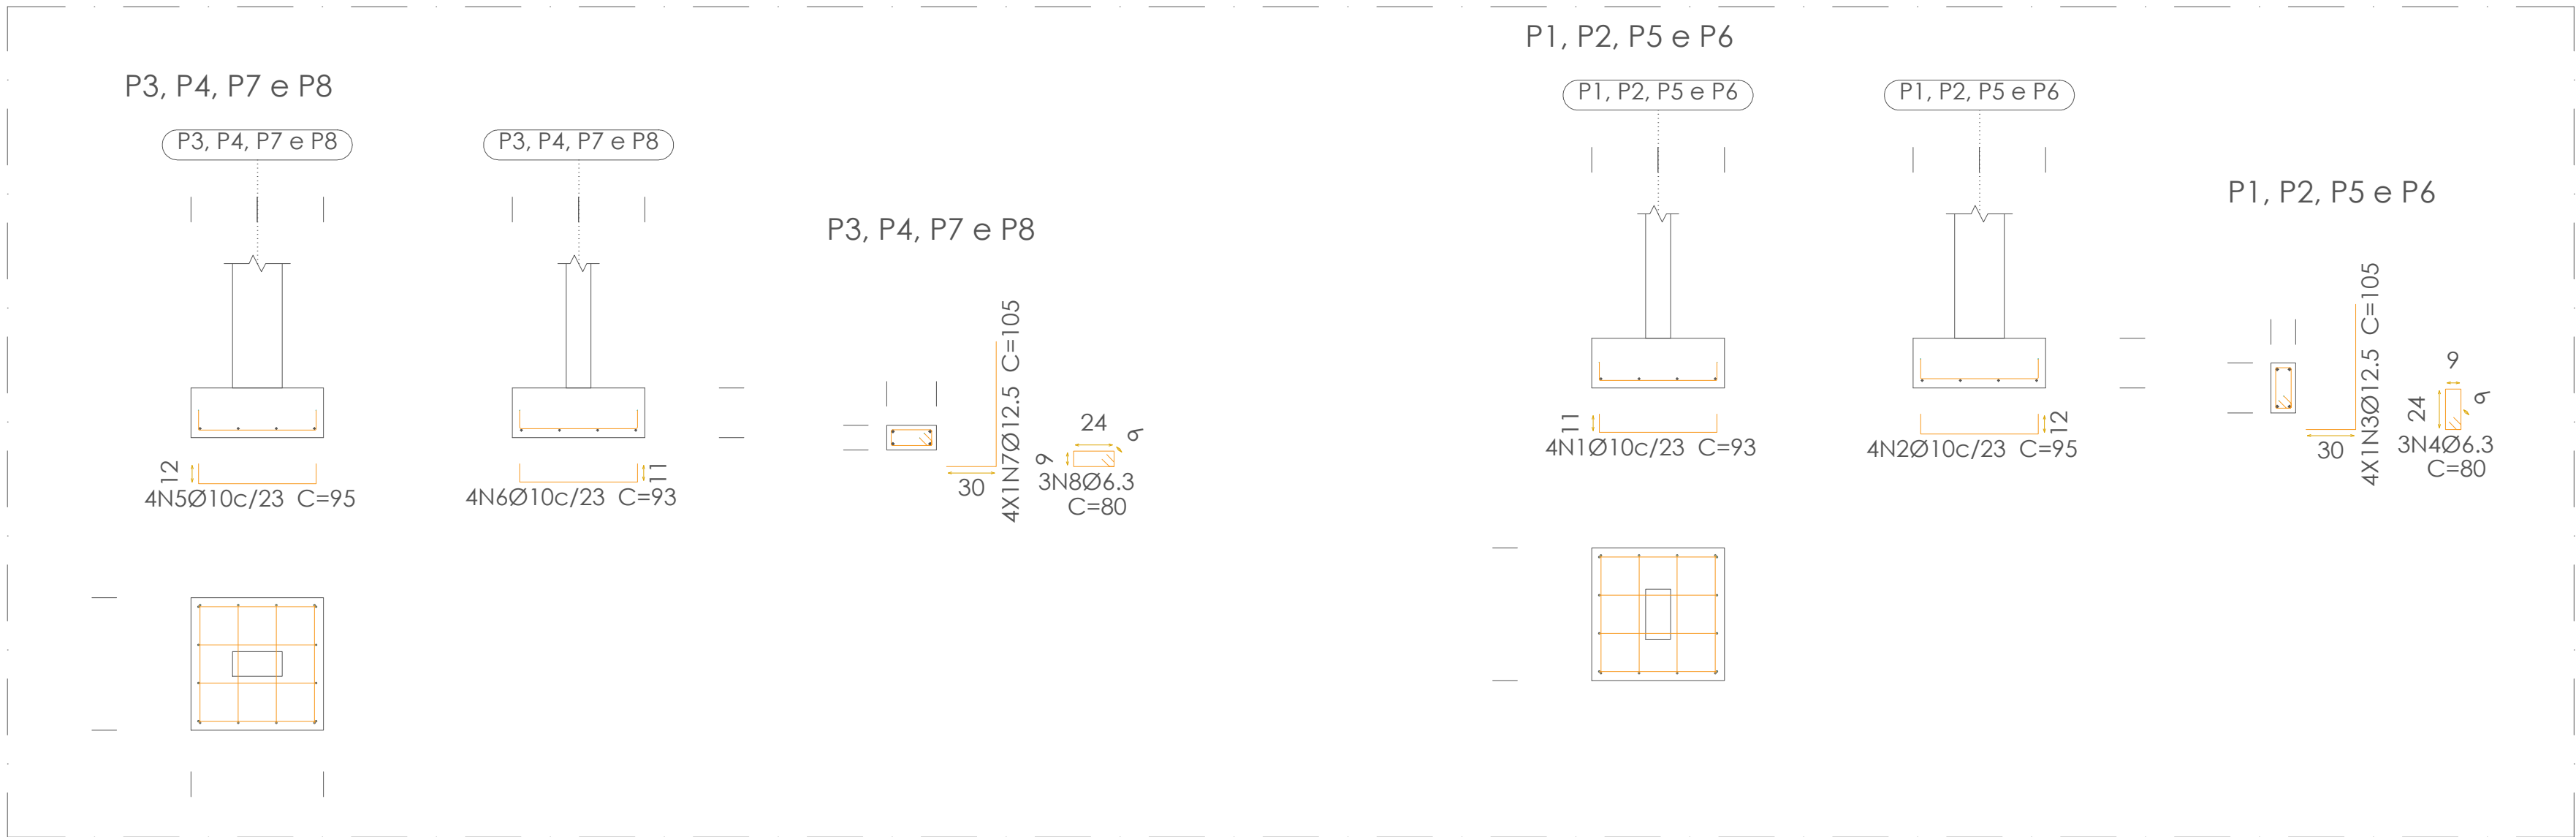 P3, P4, P7 e P8
P3, P4, P7 e P8
P3, P4, P7 e P8
12
4N5Ø10c/23 C=95
11
4N6Ø10c/23 C=93
P3, P4, P7 e P8
30
4X1N7Ø12.5 C=105
24
9
9
3N8Ø6.3
C=80
P1, P2, P5 e P6
P1, P2, P5 e P6
P1, P2, P5 e P6
11
4N1Ø10c/23 C=93
12
4N2Ø10c/23 C=95
P1, P2, P5 e P6
30
4X1N3Ø12.5 C=105
9
24
9
3N4Ø6.3
C=80